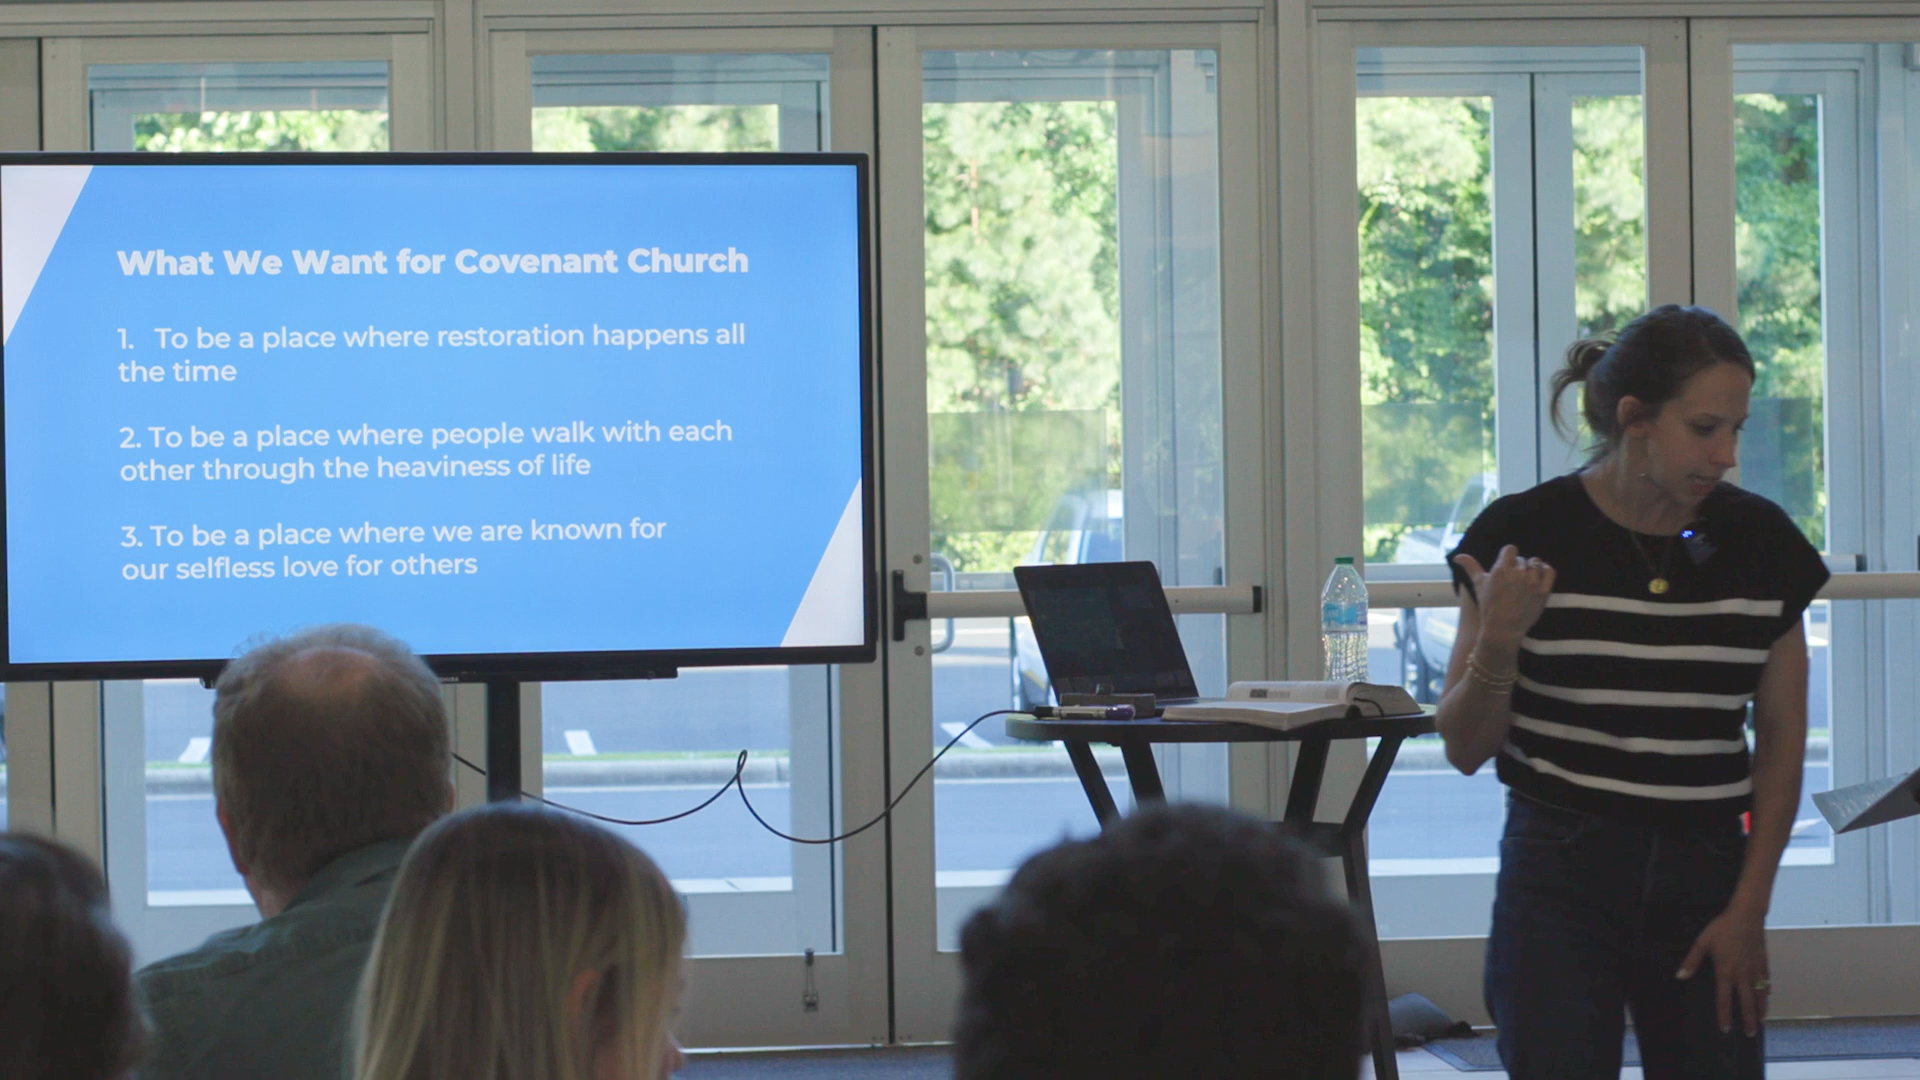 What We Want for Covenant Church
1. To be a place where restoration happens all
the time
2. To be a place where people walk with each
other through the heaviness of life
3. To be a place where we are known for
our selfless love for others